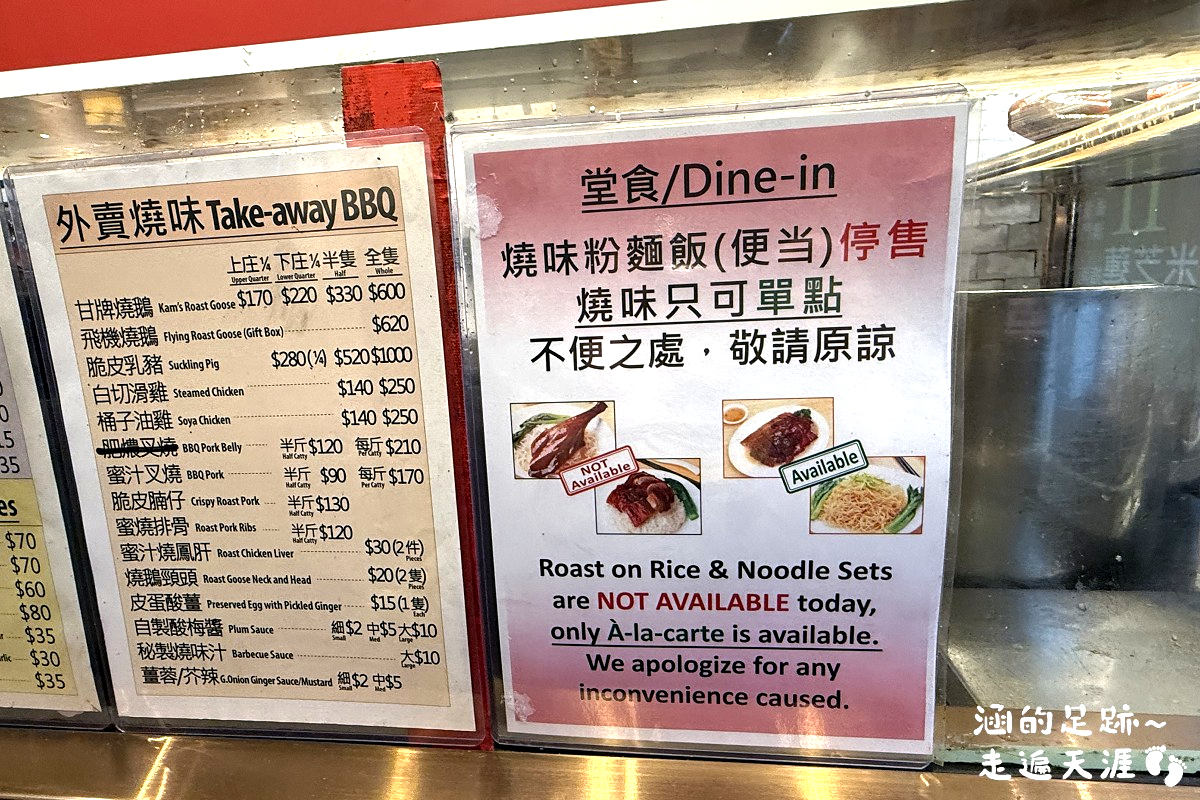 外賣燒味 Take-away BBQ
上庄¼ 下庄¼ 半隻 全隻
Upper Quarter Lower Quarter Half Whole
甘牌燒鵝 Kam's Roast Goose $170 $220 $330 $600
飛機燒鵝 Flying Roast Goose (Gift Box) $620
脆皮乳豬 Suckling Pig $280(¼) $520 $1000
白切滑雞 Steamed Chicken $140 $250
桶子油雞 Soya Chicken $140 $250
肥燶叉燒 BBQ Pork Belly 半斤 $120 每斤 $210
Half Catty Per Catty
蜜汁叉燒 BBQ Pork 半斤 $90 每斤 $170
Half Catty Per Catty
脆皮腩仔 Crispy Roast Pork 半斤 $130
Half Catty
蜜燒排骨 Roast Pork Ribs 半斤 $120
Half Catty
蜜汁燒鳳肝 Roast Chicken Liver $30(2件)
Pieces
燒鵝頸頭 Roast Goose Neck and Head $20(2隻)
Pieces
皮蛋酸薑 Preserved Egg with Pickled Ginger $15(1隻)
Each
自製酸梅醬 Plum Sauce 細$2 中$5 大$10
Small Med Large
秘製燒味汁 Barbecue Sauce 大$10
Large
薑蓉/芥辣 G.Onion Ginger Sauce/Mustard 細$2 中$5
Small Med
堂食/Dine-in
燒味粉麵飯(便当)停售
燒味只可單點
不便之處，敬請原諒
NOT Available
Available
Roast on Rice & Noodle Sets
are NOT AVAILABLE today,
only À-la-carte is available.
We apologize for any
inconvenience caused.
15
35
es
$70
$70
$60
$80
$35
$30
$35
涵的足跡~
走遍天涯